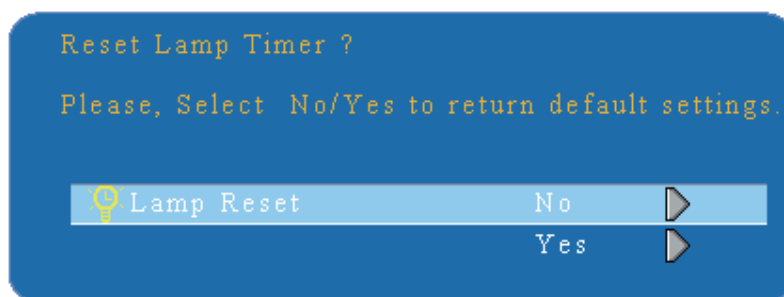 Reset Lamp Timer ?
Please, Select No/Yes to return default settings.
Lamp Reset No
Yes